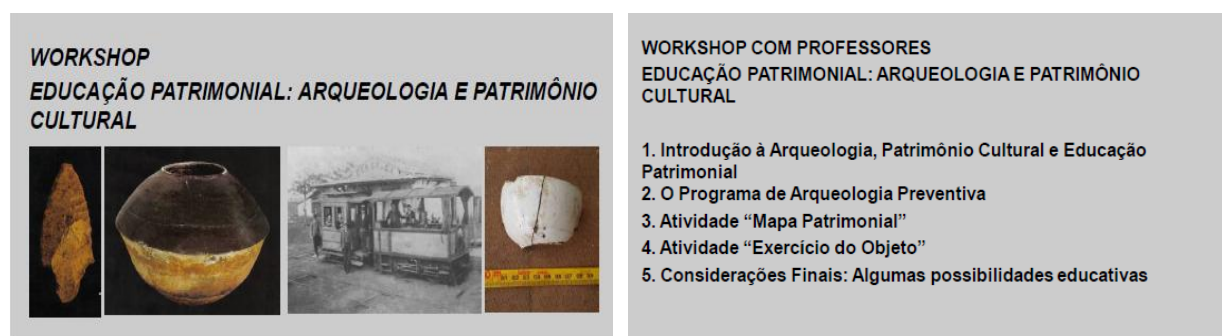 WORKSHOP
EDUCAÇÃO PATRIMONIAL: ARQUEOLOGIA E PATRIMÔNIO
CULTURAL
WORKSHOP COM PROFESSORES
EDUCAÇÃO PATRIMONIAL: ARQUEOLOGIA E PATRIMÔNIO
CULTURAL
1. Introdução à Arqueologia, Patrimônio Cultural e Educação
Patrimonial
2. O Programa de Arqueologia Preventiva
3. Atividade “Mapa Patrimonial”
4. Atividade “Exercício do Objeto”
5. Considerações Finais: Algumas possibilidades educativas